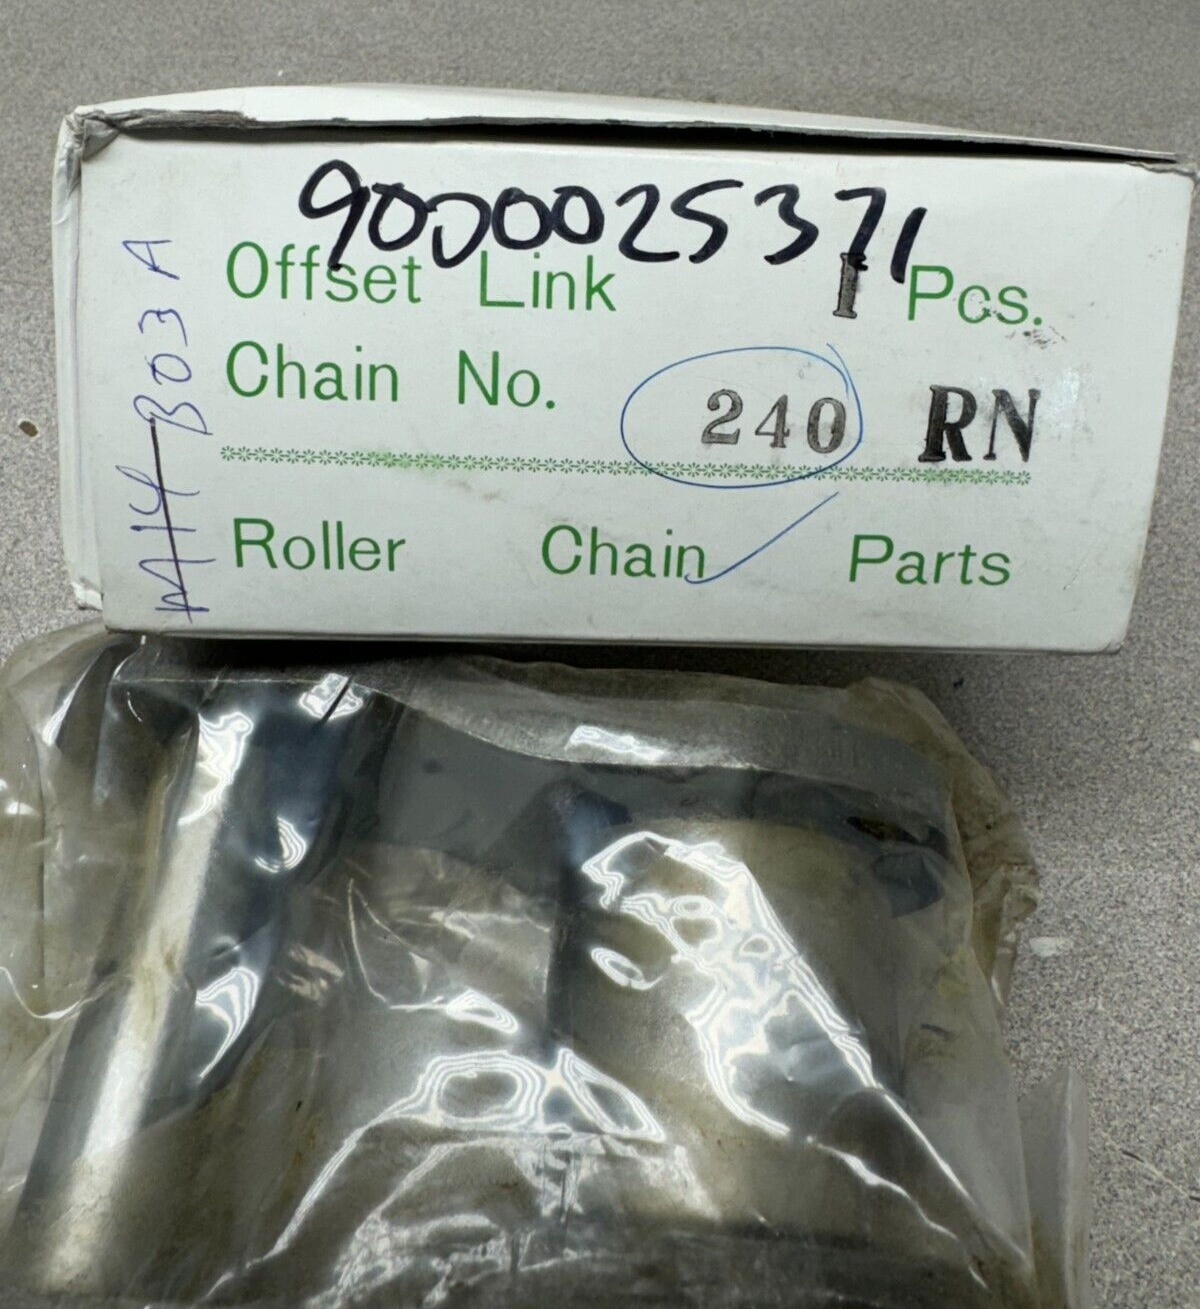 9000025371
Offset Link 1 Pcs.
Chain No. 240 RN
Roller Chain Parts
M14 B03A